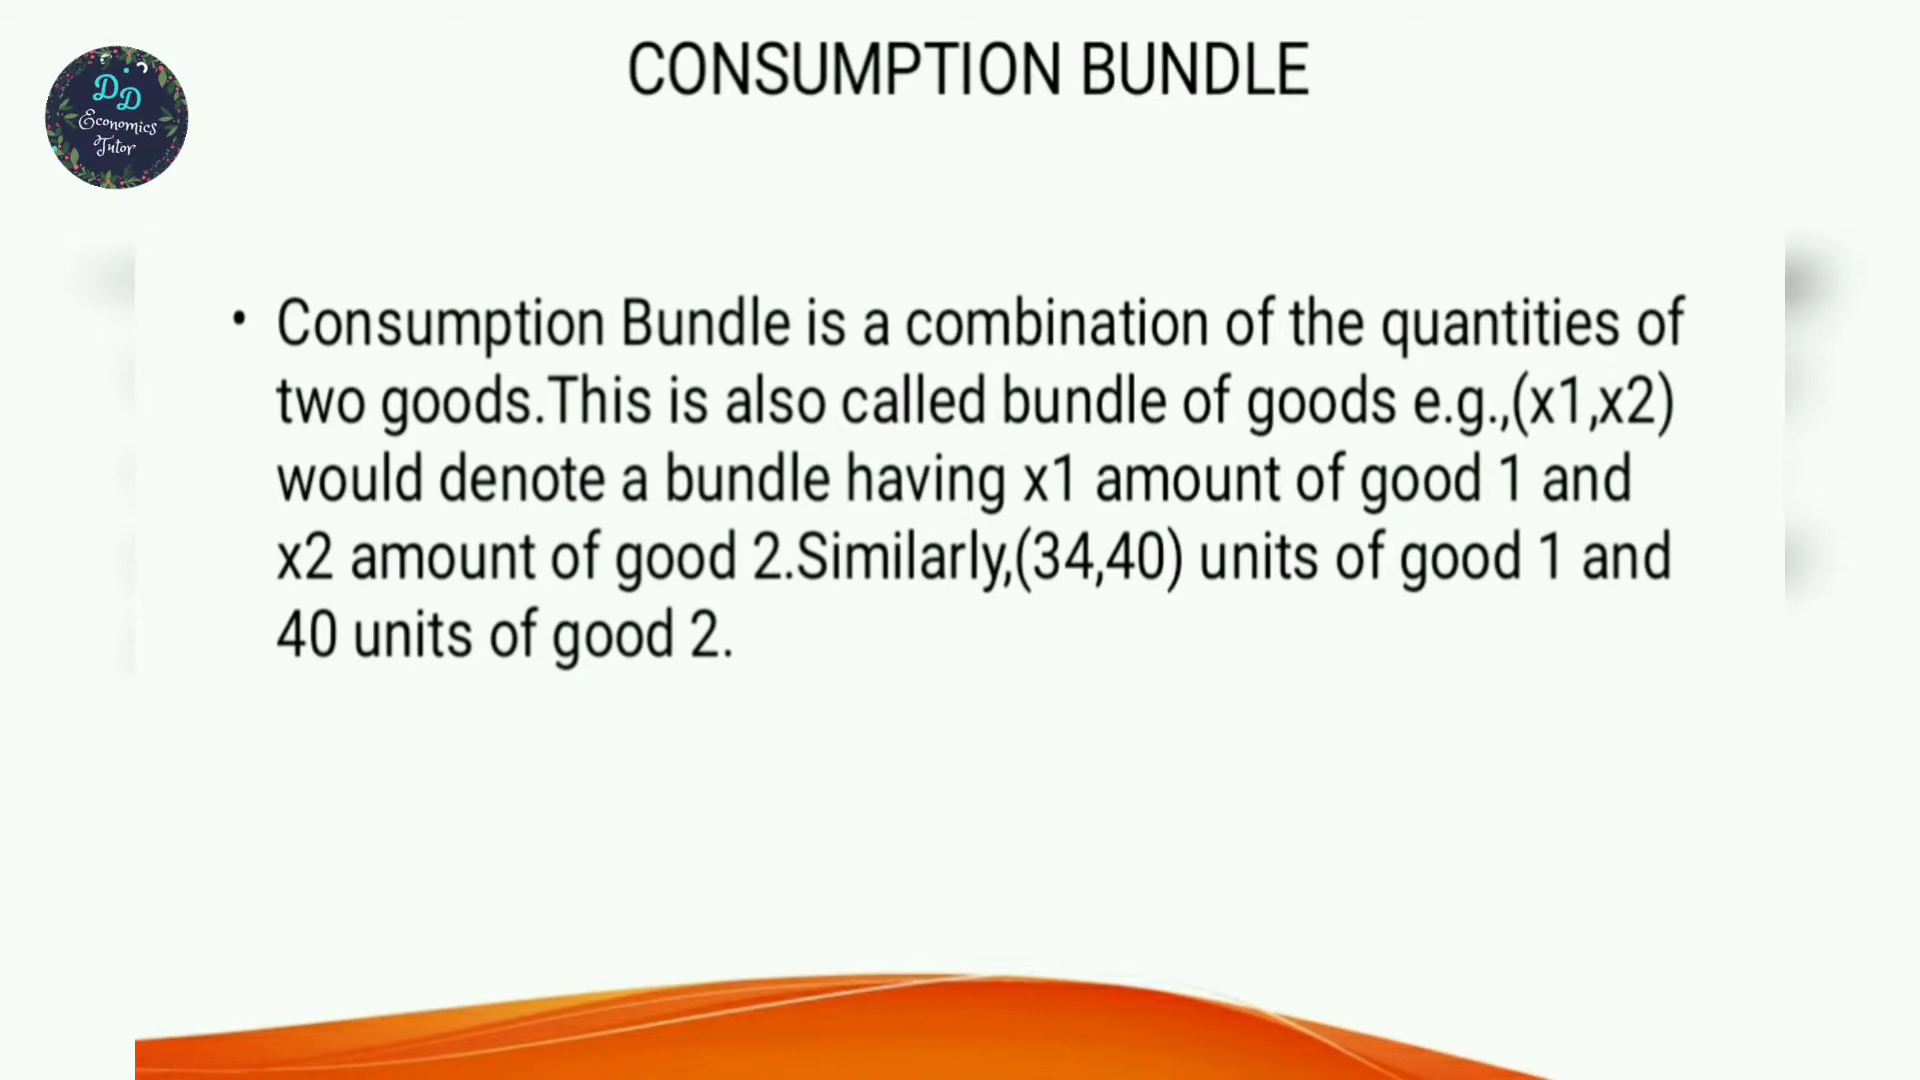 CONSUMPTION BUNDLE
DD
Economics
Tutor
• Consumption Bundle is a combination of the quantities of
two goods.This is also called bundle of goods e.g.,(x1,x2)
would denote a bundle having x1 amount of good 1 and
x2 amount of good 2.Similarly,(34,40) units of good 1 and
40 units of good 2.